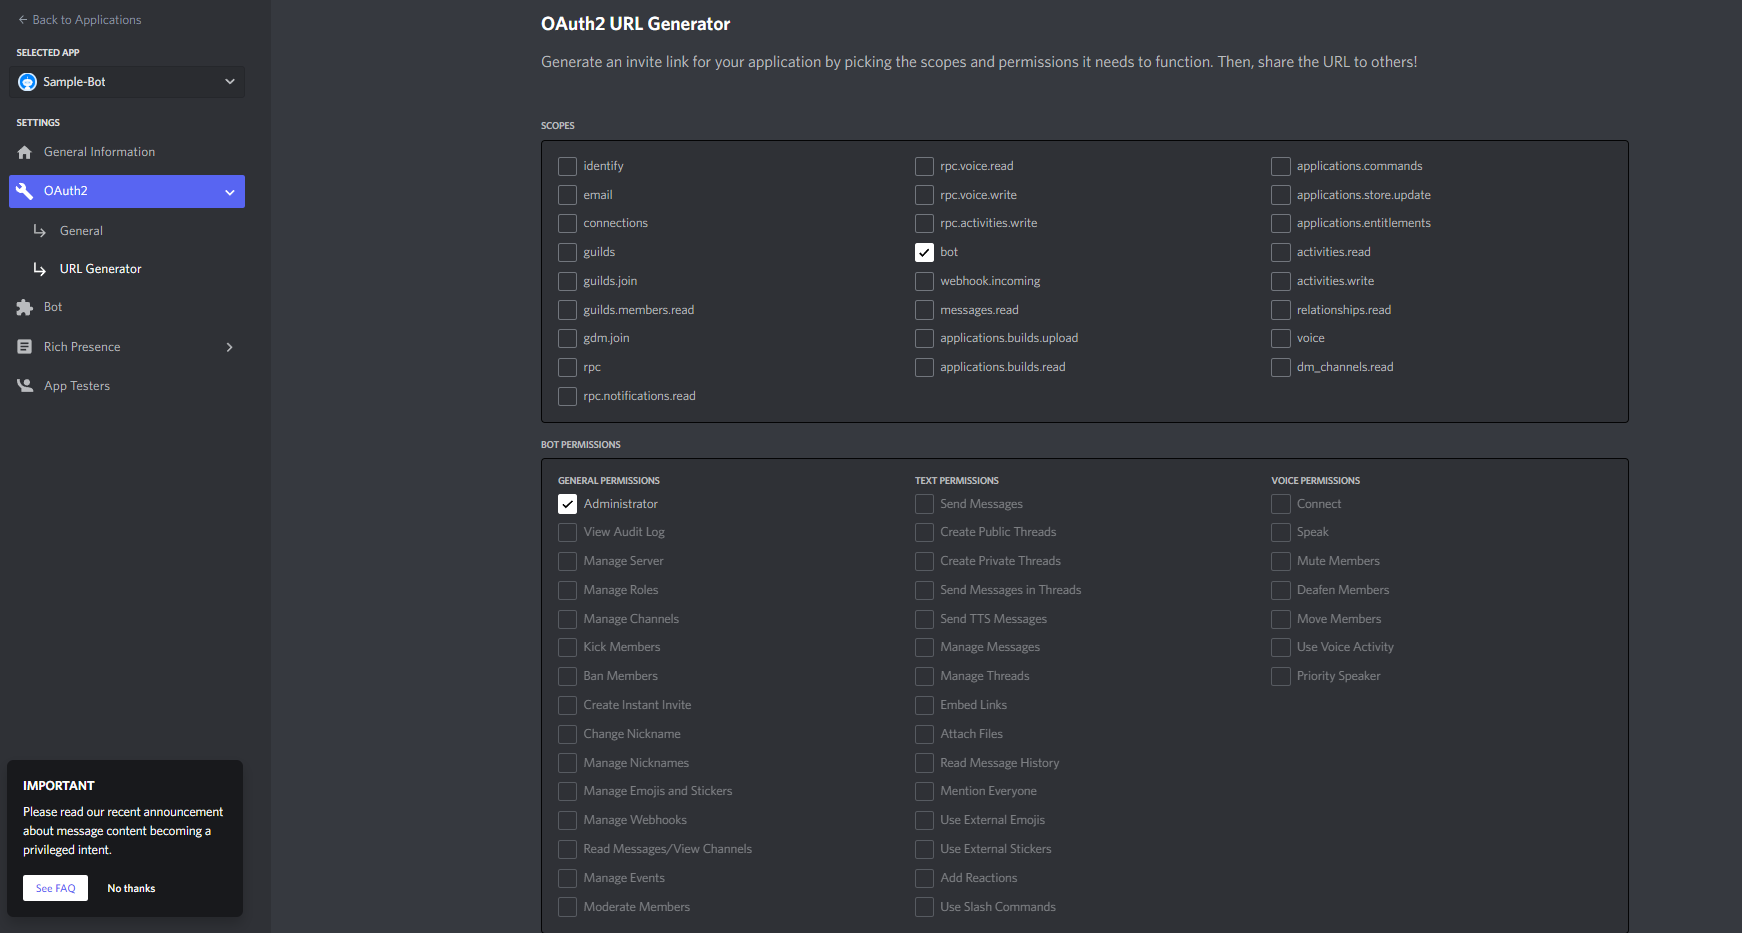 ← Back to Applications
SELECTED APP
Sample-Bot
SETTINGS
General Information
OAuth2
General
URL Generator
Bot
Rich Presence
App Testers
IMPORTANT
Please read our recent announcement
about message content becoming a
privileged intent.
See FAQ
No thanks
OAuth2 URL Generator
Generate an invite link for your application by picking the scopes and permissions it needs to function. Then, share the URL to others!
SCOPES
identify
email
connections
guilds
guilds.join
guilds.members.read
gdm.join
rpc
rpc.notifications.read
rpc.voice.read
rpc.voice.write
rpc.activities.write
bot
webhook.incoming
messages.read
applications.builds.upload
applications.builds.read
applications.commands
applications.store.update
applications.entitlements
activities.read
activities.write
relationships.read
voice
dm_channels.read
BOT PERMISSIONS
GENERAL PERMISSIONS
Administrator
View Audit Log
Manage Server
Manage Roles
Manage Channels
Kick Members
Ban Members
Create Instant Invite
Change Nickname
Manage Nicknames
Manage Emojis and Stickers
Manage Webhooks
Read Messages/View Channels
Manage Events
Moderate Members
TEXT PERMISSIONS
Send Messages
Create Public Threads
Create Private Threads
Send Messages in Threads
Send TTS Messages
Manage Messages
Manage Threads
Embed Links
Attach Files
Read Message History
Mention Everyone
Use External Emojis
Use External Stickers
Add Reactions
Use Slash Commands
VOICE PERMISSIONS
Connect
Speak
Mute Members
Deafen Members
Move Members
Use Voice Activity
Priority Speaker